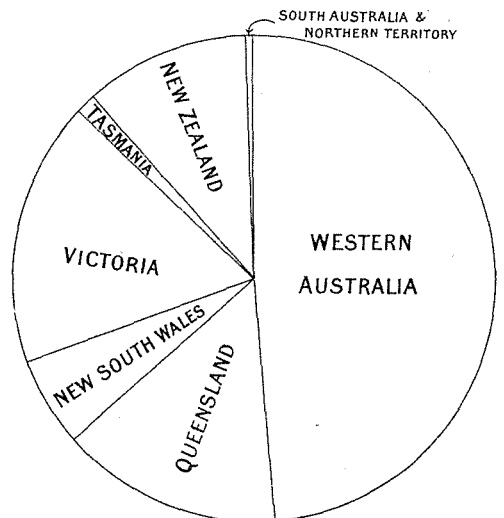 SOUTH AUSTRALIA &
NORTHERN TERRITORY
NEW ZEALAND
TASMANIA
VICTORIA
WESTERN
AUSTRALIA
NEW SOUTH WALES
QUEENSLAND